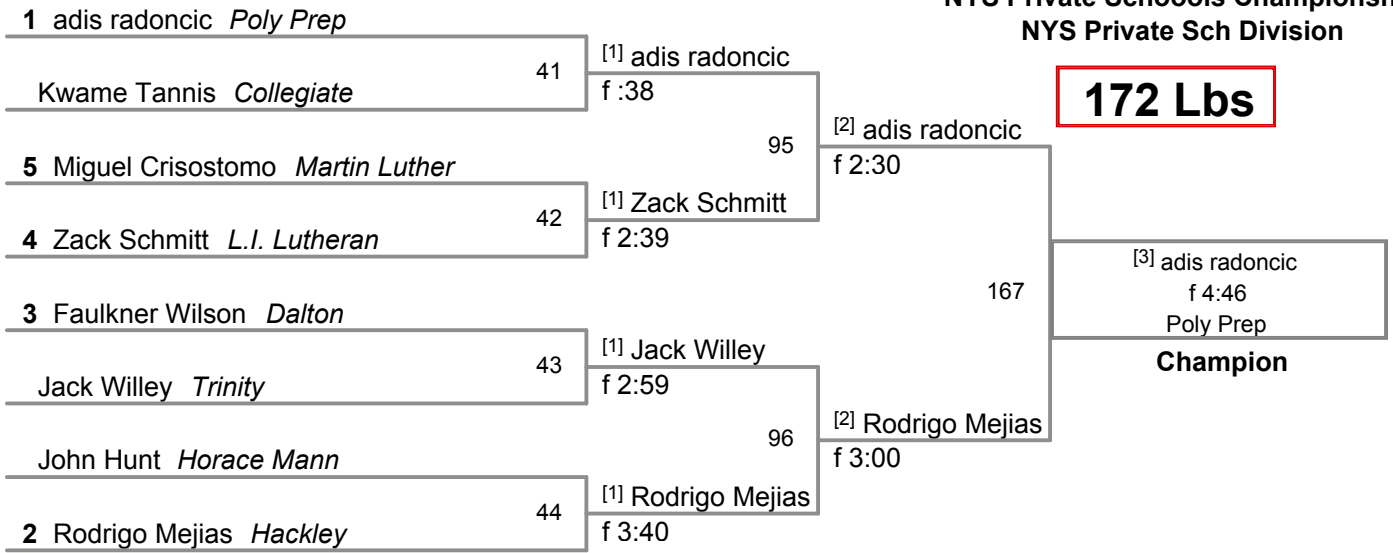 NYS Private Schoools Championsh
NYS Private Sch Division
172 Lbs
1 adis radoncic Poly Prep
41
Kwame Tannis Collegiate
[1] adis radoncic
f :38
95
5 Miguel Crisostomo Martin Luther
42
4 Zack Schmitt L.I. Lutheran
[1] Zack Schmitt
f 2:39
[2] adis radoncic
f 2:30
167
3 Faulkner Wilson Dalton
43
Jack Willey Trinity
[1] Jack Willey
f 2:59
96
John Hunt Horace Mann
44
2 Rodrigo Mejias Hackley
[1] Rodrigo Mejias
f 3:40
[2] Rodrigo Mejias
f 3:00
[3] adis radoncic
f 4:46
Poly Prep
Champion